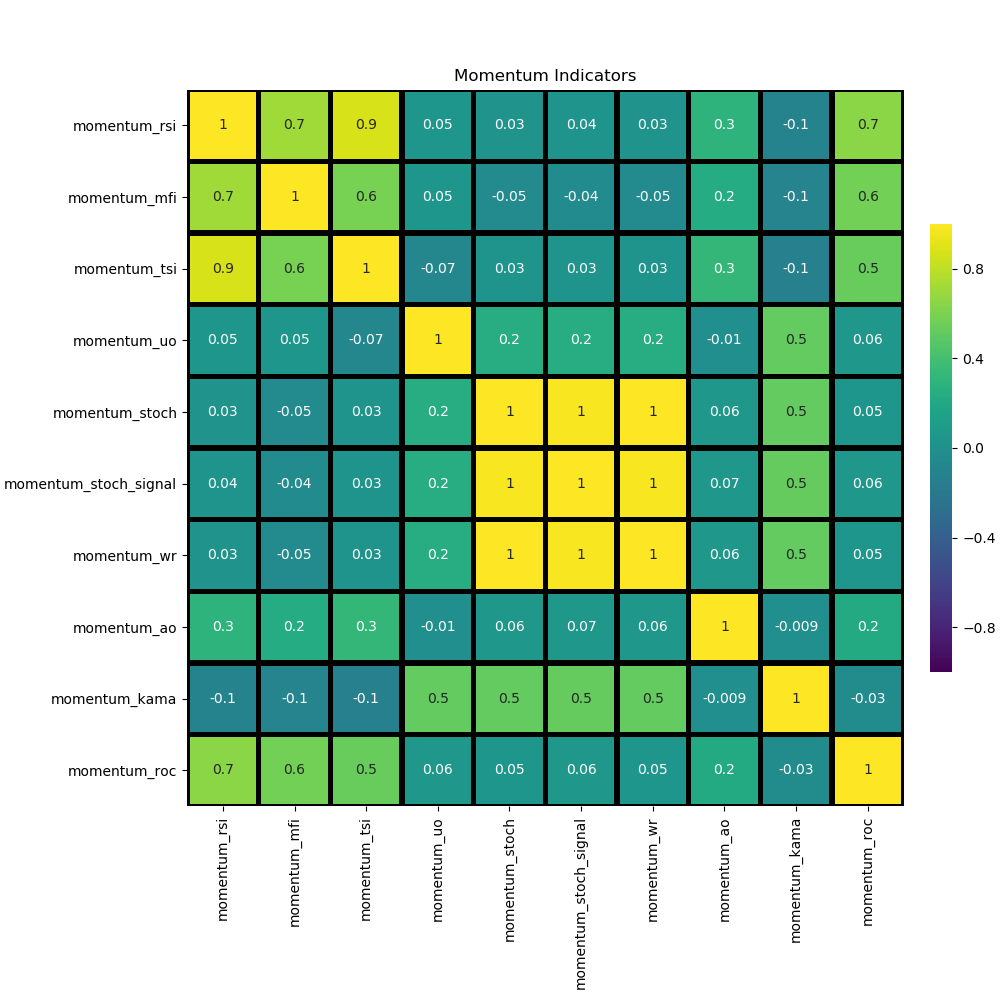 Momentum Indicators
momentum_rsi 1 0.7 0.9 0.05 0.03 0.04 0.03 0.3 -0.1 0.7
momentum_mfi 0.7 1 0.6 0.05 -0.05 -0.04 -0.05 0.2 -0.1 0.6
momentum_tsi 0.9 0.6 1 -0.07 0.03 0.03 0.03 0.3 -0.1 0.5
momentum_uo 0.05 0.05 -0.07 1 0.2 0.2 0.2 -0.01 0.5 0.06
momentum_stoch 0.03 -0.05 0.03 0.2 1 1 1 0.06 0.5 0.05
momentum_stoch_signal 0.04 -0.04 0.03 0.2 1 1 1 0.07 0.5 0.06
momentum_wr 0.03 -0.05 0.03 0.2 1 1 1 0.06 0.5 0.05
momentum_ao 0.3 0.2 0.3 -0.01 0.06 0.07 0.06 1 -0.009 0.2
momentum_kama -0.1 -0.1 -0.1 0.5 0.5 0.5 0.5 -0.009 1 -0.03
momentum_roc 0.7 0.6 0.5 0.06 0.05 0.06 0.05 0.2 -0.03 1
momentum_rsi
momentum_mfi
momentum_tsi
momentum_uo
momentum_stoch
momentum_stoch_signal
momentum_wr
momentum_ao
momentum_kama
momentum_roc
0.8
0.4
0.0
−0.4
−0.8